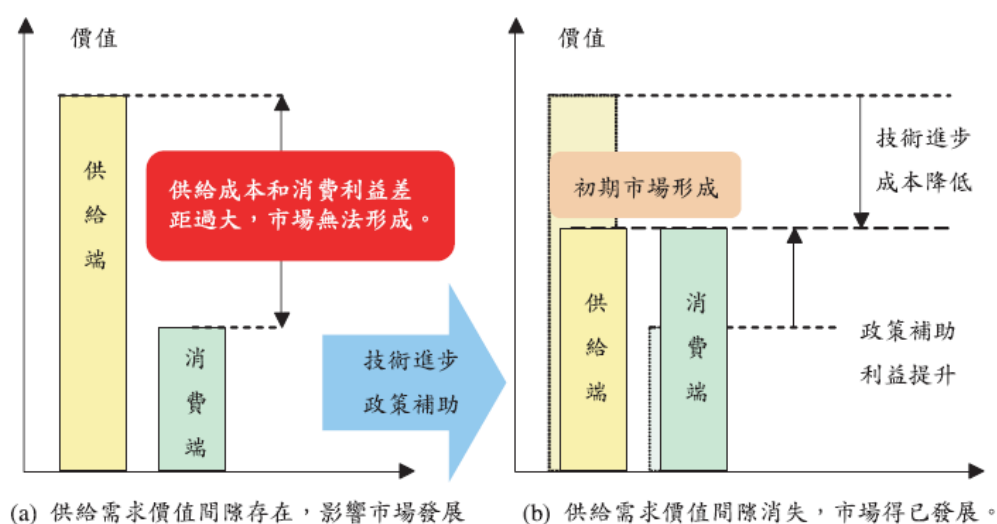 價值
供給端
供給成本和消費利益差
距過大，市場無法形成。
消費端
技術進步
政策補助
(a) 供給需求價值間隙存在，影響市場發展
價值
初期市場形成
技術進步
成本降低
供給端
消費端
政策補助
利益提升
(b) 供給需求價值間隙消失，市場得已發展。